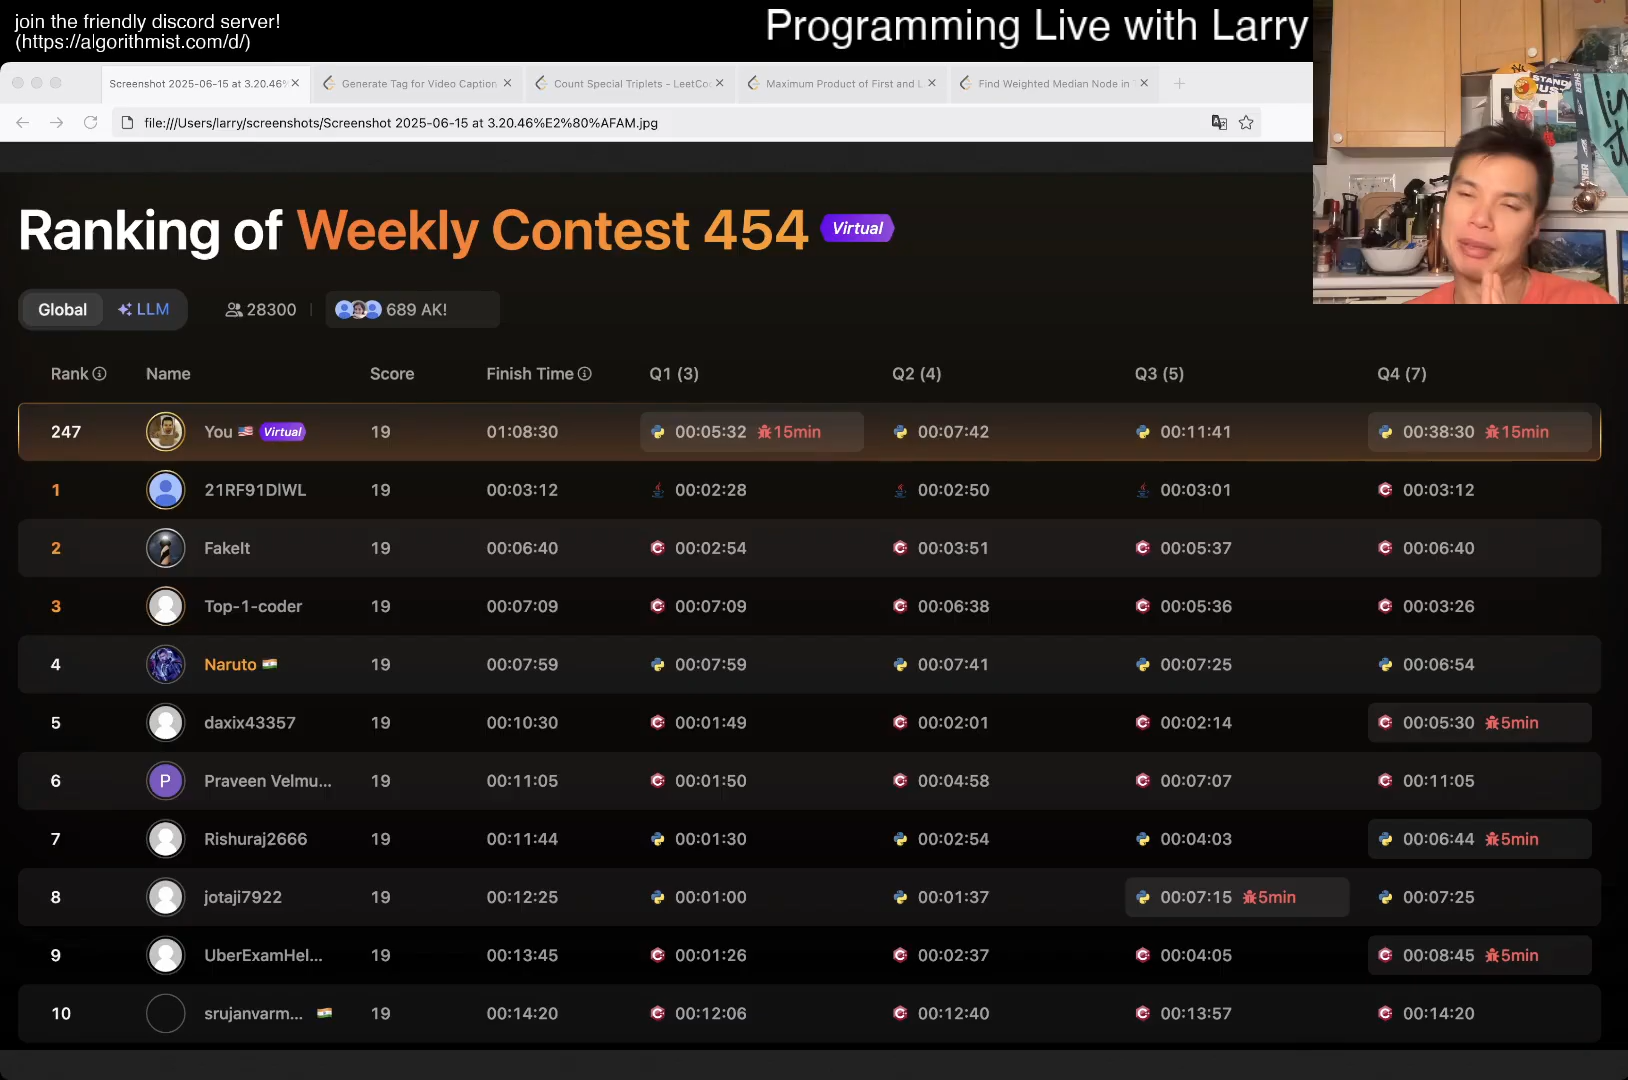 join the friendly discord server!
(https://algorithmist.com/d/)
Programming Live with Larry
Screenshot 2025-06-15 at 3.20.46
Generate Tag for Video Caption
Count Special Triplets - LeetCo
Maximum Product of First and L
Find Weighted Median Node in
file:///Users/larry/screenshots/Screenshot 2025-06-15 at 3.20.46%E2%80%AFAM.jpg
Ranking of Weekly Contest 454 Virtual
Global LLM 28300 689 AK!
Rank Name Score Finish Time Q1 (3) Q2 (4) Q3 (5) Q4 (7)
247 You Virtual 19 01:08:30 00:05:32 15min 00:07:42 00:11:41 00:38:30 15min
1 21RF91DIWL 19 00:03:12 00:02:28 00:02:50 00:03:01 00:03:12
2 FakeIt 19 00:06:40 00:02:54 00:03:51 00:05:37 00:06:40
3 Top-1-coder 19 00:07:09 00:07:09 00:06:38 00:05:36 00:03:26
4 Naruto 19 00:07:59 00:07:59 00:07:41 00:07:25 00:06:54
5 daxix43357 19 00:10:30 00:01:49 00:02:01 00:02:14 00:05:30 5min
6 P Praveen Velmu... 19 00:11:05 00:01:50 00:04:58 00:07:07 00:11:05
7 Rishuraj2666 19 00:11:44 00:01:30 00:02:54 00:04:03 00:06:44 5min
8 jotaji7922 19 00:12:25 00:01:00 00:01:37 00:07:15 5min 00:07:25
9 UberExamHel... 19 00:13:45 00:01:26 00:02:37 00:04:05 00:08:45 5min
10 srujanvarm... 19 00:14:20 00:12:06 00:12:40 00:13:57 00:14:20